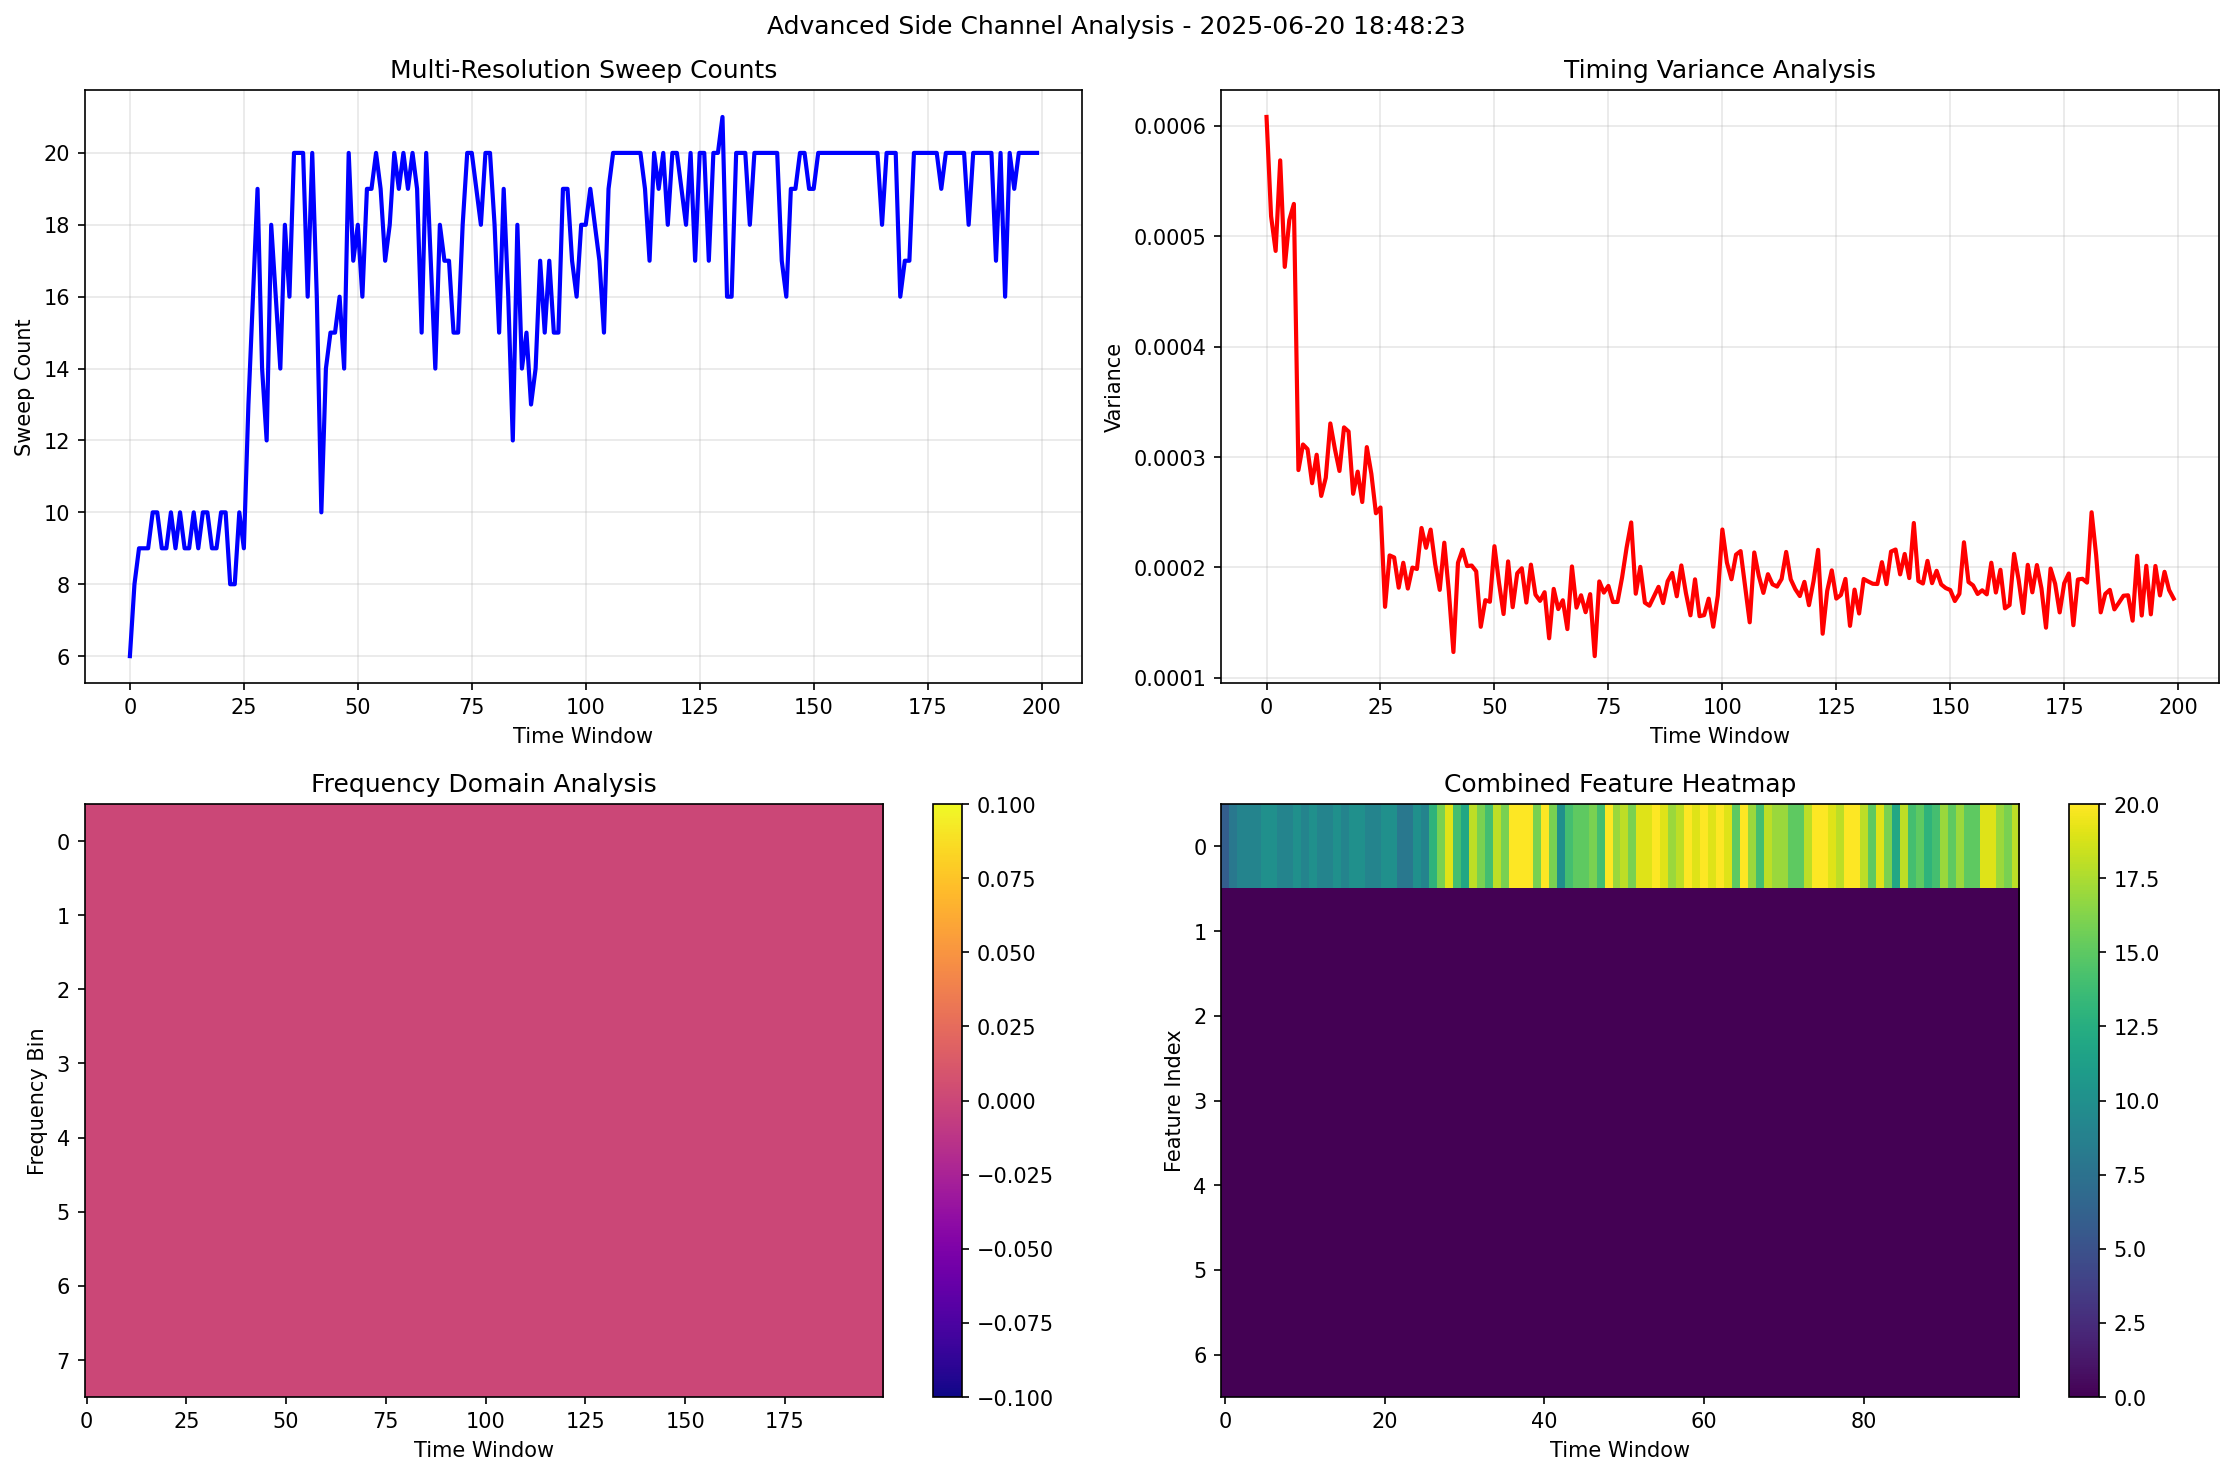 Advanced Side Channel Analysis - 2025-06-20 18:48:23
Multi-Resolution Sweep Counts
Sweep Count
20
18
16
14
12
10
8
6
0 25 50 75 100 125 150 175 200
Time Window
Timing Variance Analysis
Variance
0.0006
0.0005
0.0004
0.0003
0.0002
0.0001
0 25 50 75 100 125 150 175 200
Time Window
Frequency Domain Analysis
Frequency Bin
0
1
2
3
4
5
6
7
0 25 50 75 100 125 150 175
Time Window
0.100
0.075
0.050
0.025
0.000
−0.025
−0.050
−0.075
−0.100
Combined Feature Heatmap
Feature Index
0
1
2
3
4
5
6
0 20 40 60 80
Time Window
20.0
17.5
15.0
12.5
10.0
7.5
5.0
2.5
0.0